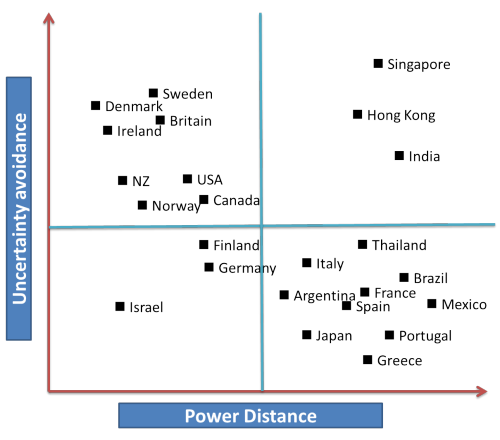 Singapore
Sweden
Denmark
Hong Kong
Britain
Ireland
India
NZ
USA
Canada
Norway
Uncertainty avoidance
Finland
Thailand
Italy
Germany
Brazil
Argentina
France
Mexico
Spain
Israel
Japan
Portugal
Greece
Power Distance